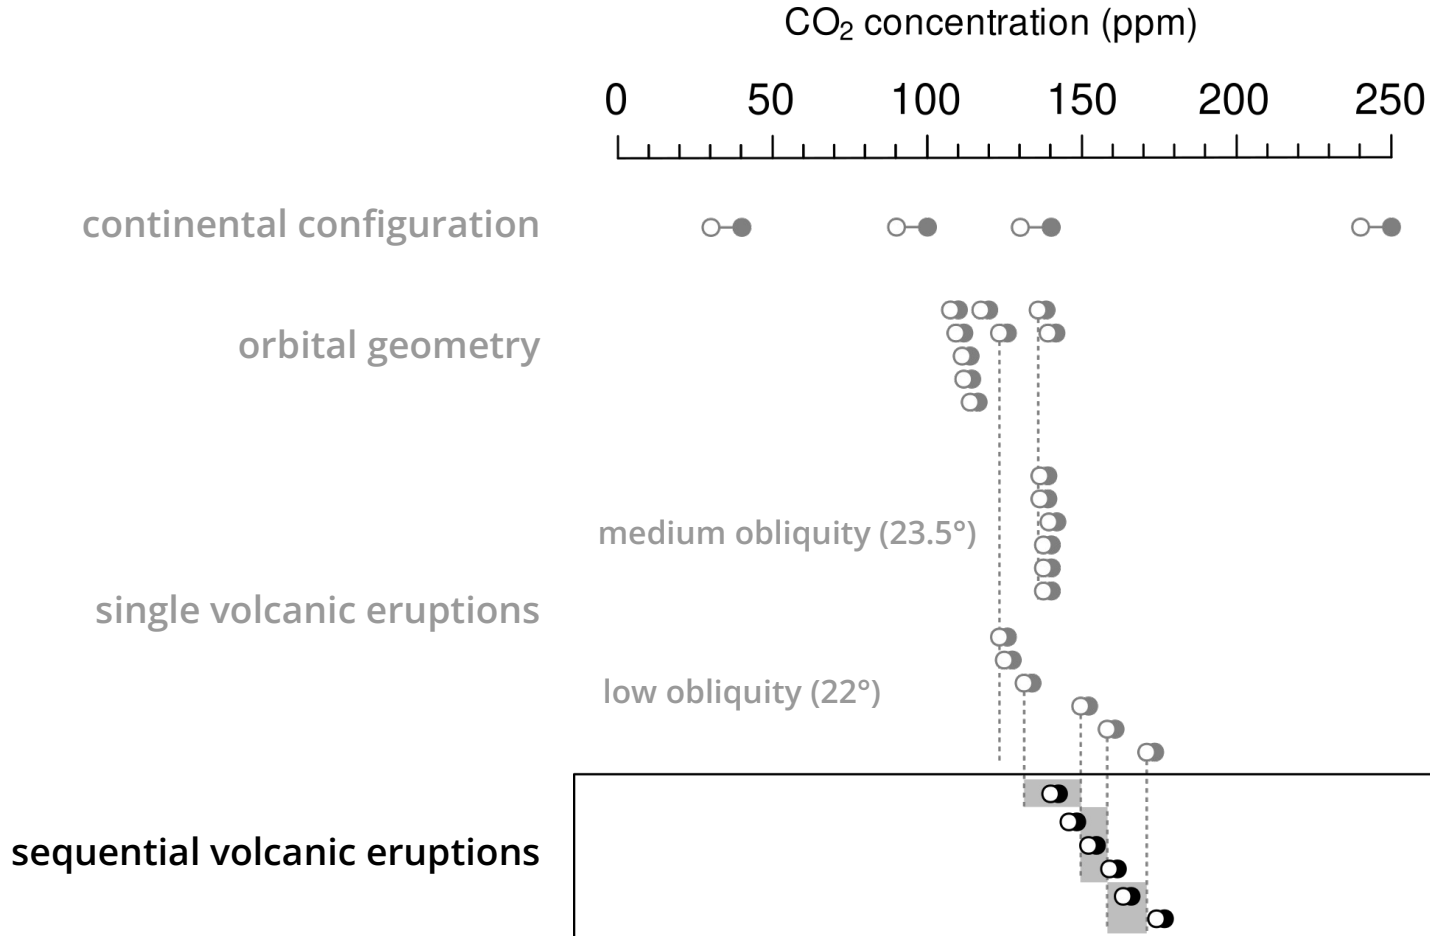 CO₂ concentration (ppm)
0 50 100 150 200 250
continental configuration
orbital geometry
medium obliquity (23.5°)
single volcanic eruptions
low obliquity (22°)
sequential volcanic eruptions